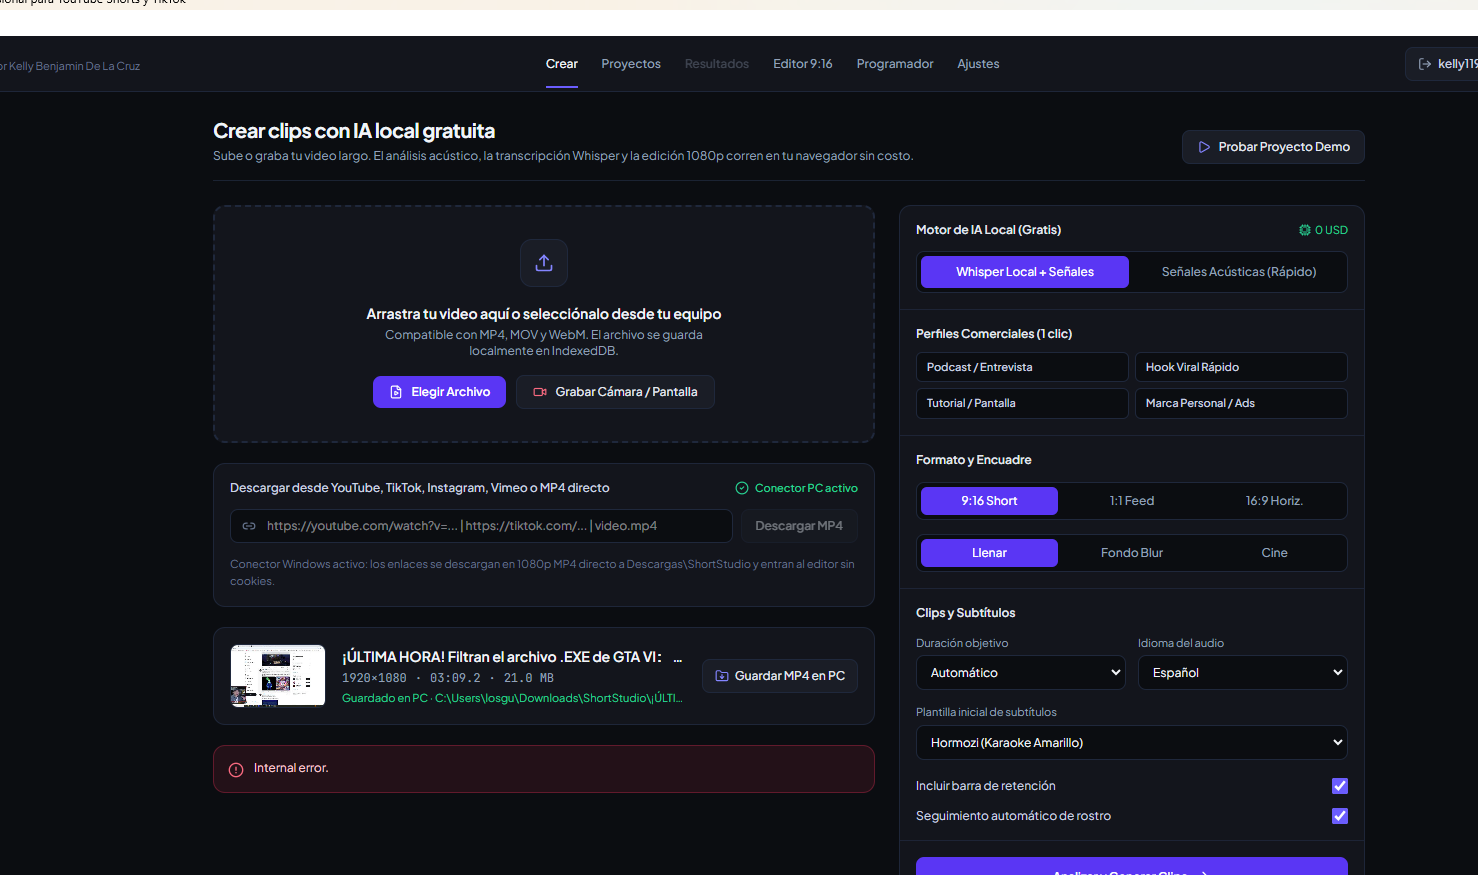 para YouTube Shorts y TikTok
or Kelly Benjamin De La Cruz
Crear
Proyectos
Resultados
Editor 9:16
Programador
Ajustes
kelly119
Crear clips con IA local gratuita
Sube o graba tu video largo. El análisis acústico, la transcripción Whisper y la edición 1080p corren en tu navegador sin costo.
Probar Proyecto Demo
Arrastra tu video aquí o selecciónalo desde tu equipo
Compatible con MP4, MOV y WebM. El archivo se guarda
localmente en IndexedDB.
Elegir Archivo
Grabar Cámara / Pantalla
Descargar desde YouTube, TikTok, Instagram, Vimeo o MP4 directo
Conector PC activo
https://youtube.com/watch?v=... | https://tiktok.com/... | video.mp4
Descargar MP4
Conector Windows activo: los enlaces se descargan en 1080p MP4 directo a Descargas\ShortStudio y entran al editor sin
cookies.
¡ÚLTIMA HORA! Filtran el archivo .EXE de GTA VI: ...
1920×1080 · 03:09.2 · 21.0 MB
Guardado en PC · C:\Users\losgu\Downloads\ShortStudio\¡ÚLTI...
Guardar MP4 en PC
Internal error.
Motor de IA Local (Gratis)
0 USD
Whisper Local + Señales
Señales Acústicas (Rápido)
Perfiles Comerciales (1 clic)
Podcast / Entrevista
Hook Viral Rápido
Tutorial / Pantalla
Marca Personal / Ads
Formato y Encuadre
9:16 Short
1:1 Feed
16:9 Horiz.
Llenar
Fondo Blur
Cine
Clips y Subtítulos
Duración objetivo
Idioma del audio
Automático
Español
Plantilla inicial de subtítulos
Hormozi (Karaoke Amarillo)
Incluir barra de retención
Seguimiento automático de rostro
Analizar y Generar Clips